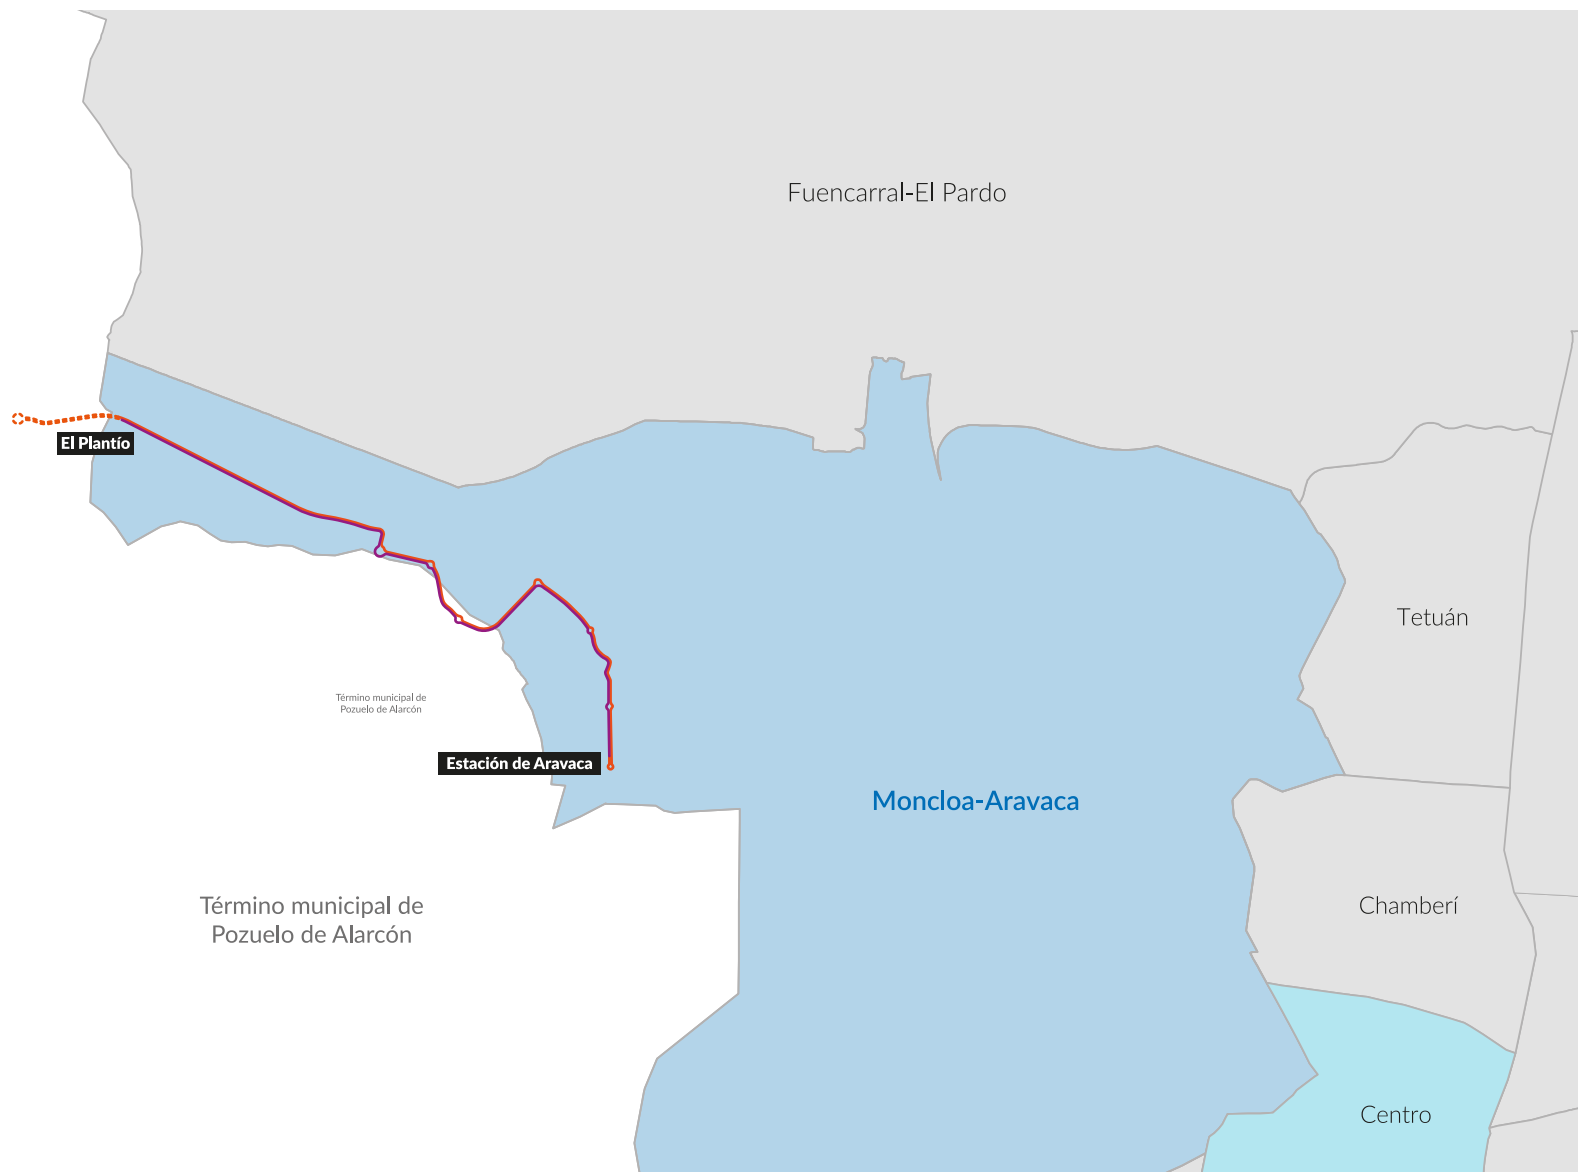 Fuencarral-El Pardo
El Plantío
Tetuán
Término municipal de
Pozuelo de Alarcón
Estación de Aravaca
Moncloa-Aravaca
Término municipal de
Pozuelo de Alarcón
Chamberí
Centro